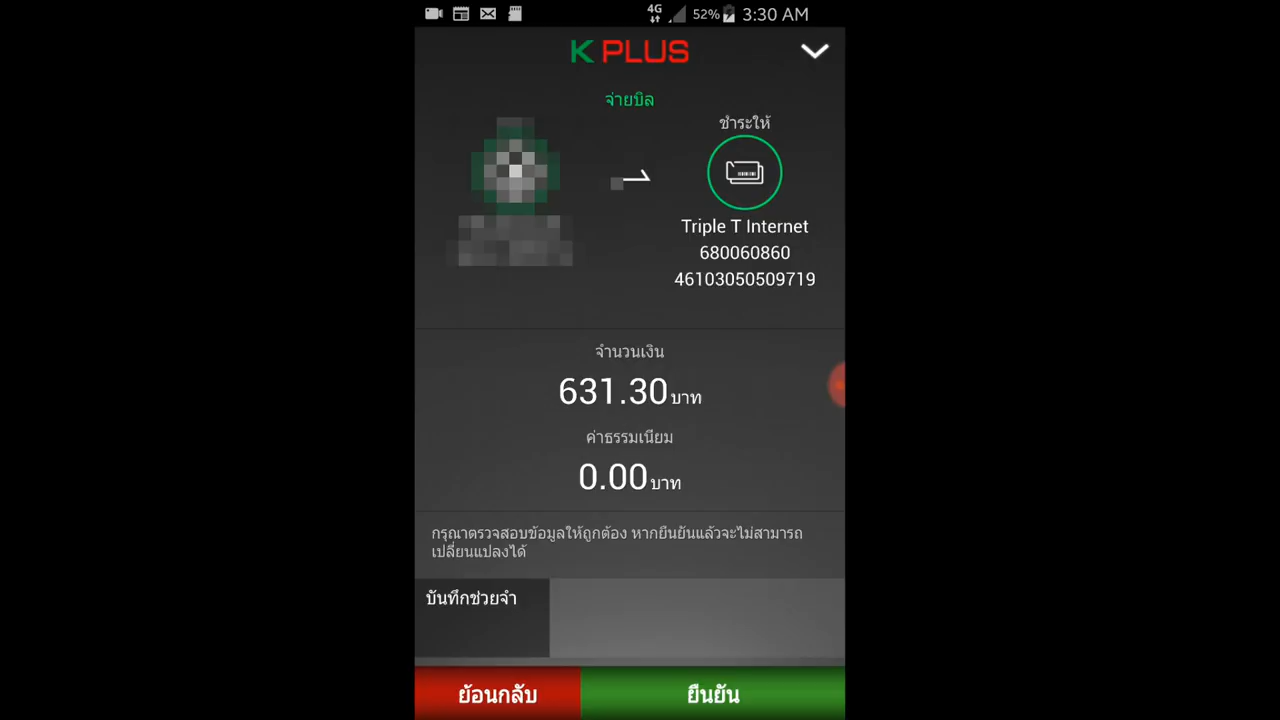 4G 52% 3:30 AM
K PLUS
จ่ายบิล
ชำระให้
Triple T Internet
680060860
46103050509719
จำนวนเงิน
631.30 บาท
ค่าธรรมเนียม
0.00 บาท
กรุณาตรวจสอบข้อมูลให้ถูกต้อง หากยืนยันแล้วจะไม่สามารถ
เปลี่ยนแปลงได้
บันทึกช่วยจำ
ย้อนกลับ ยืนยัน